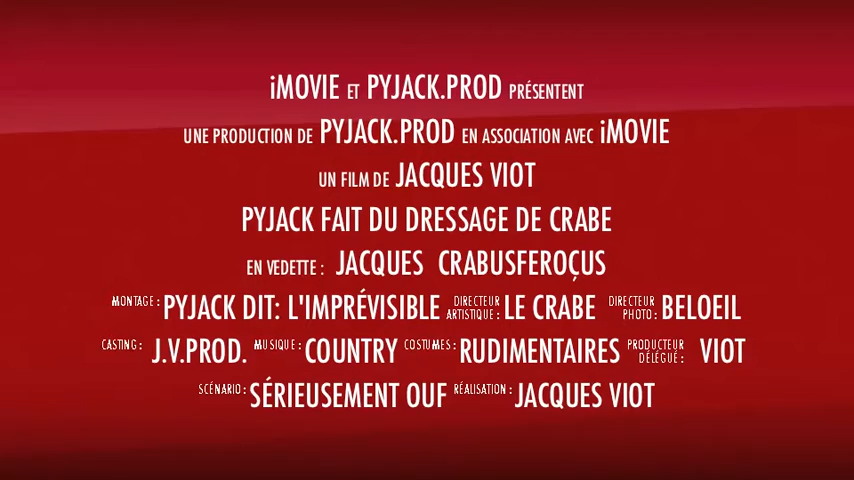 iMOVIE ET PYJACK.PROD PRÉSENTENT
UNE PRODUCTION DE PYJACK.PROD EN ASSOCIATION AVEC iMOVIE
UN FILM DE JACQUES VIOT
PYJACK FAIT DU DRESSAGE DE CRABE
EN VEDETTE : JACQUES CRABUSFEROÇUS
MONTAGE : PYJACK DIT: L'IMPRÉVISIBLE DIRECTEUR ARTISTIQUE : LE CRABE DIRECTEUR PHOTO : BELOEIL
CASTING : J.V.PROD. MUSIQUE : COUNTRY COSTUMES : RUDIMENTAIRES PRODUCTEUR DÉLÉGUÉ : VIOT
SCÉNARIO : SÉRIEUSEMENT OUF RÉALISATION : JACQUES VIOT